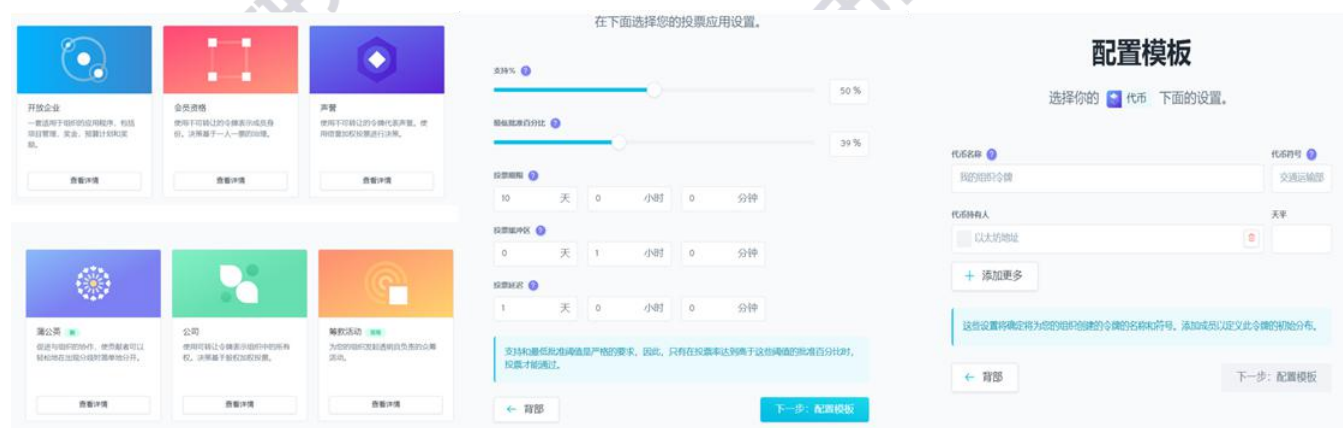 开放企业
一套适用于组织的应用程序，包括
项目管理、奖金、预算计划和奖
励。
查看详情
会员资格
使用不可转让的令牌表示成员身
份。决策基于一人一票的治理。
查看详情
声誉
使用不可转让的令牌代表声誉。使
用信誉加权投票进行决策。
查看详情
蒲公英 新
促进与组织的协作，使贡献者可以
轻松地在出现分歧时简单地分开。
查看详情
公司
使用可转让令牌表示组织中的所有
权。决策基于股权加权投票。
查看详情
筹款活动
为您的组织发起透明且负责的众筹
活动。
查看详情
在下面选择您的投票应用设置。
支持% ?
50 %
最低批准百分比 ?
39 %
投票期限 ?
10 天 0 小时 0 分钟
投票缓冲区 ?
0 天 1 小时 0 分钟
投票延迟 ?
1 天 0 小时 0 分钟
支持和最低批准阈值是严格的要求，因此，只有在投票率达到高于这些阈值的批准百分比时，
投票才能通过。
← 背部
下一步：配置模板
配置模板
选择你的 代币 下面的设置。
代币名称 ?
代币符号 ?
我的组织令牌
交通运输部
代币持有人
天平
以太坊地址
+ 添加更多
这些设置将确定将为您的组织创建的令牌的名称和符号。添加成员以定义此令牌的初始分布。
← 背部
下一步：配置模板